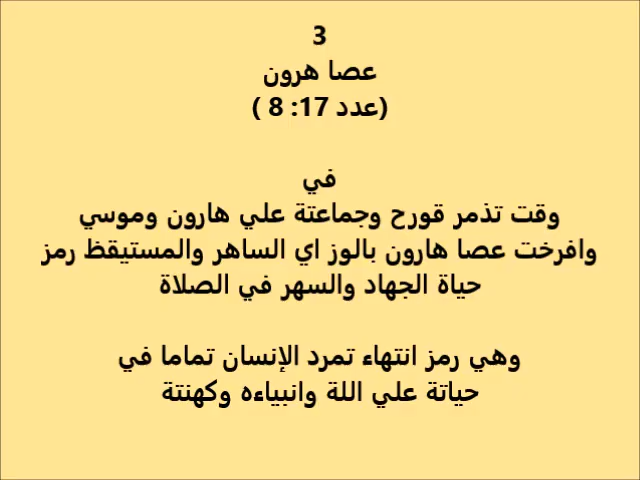 3
عصا هرون
(عدد 17: 8 )
في
وقت تذمر قورح وجماعتة علي هارون وموسي
وافرخت عصا هارون بالوز اي الساهر والمستيقظ رمز
حياة الجهاد والسهر في الصلاة
وهي رمز انتهاء تمرد الإنسان تماما في
حياتة علي اللة وانبياءه وكهنتة